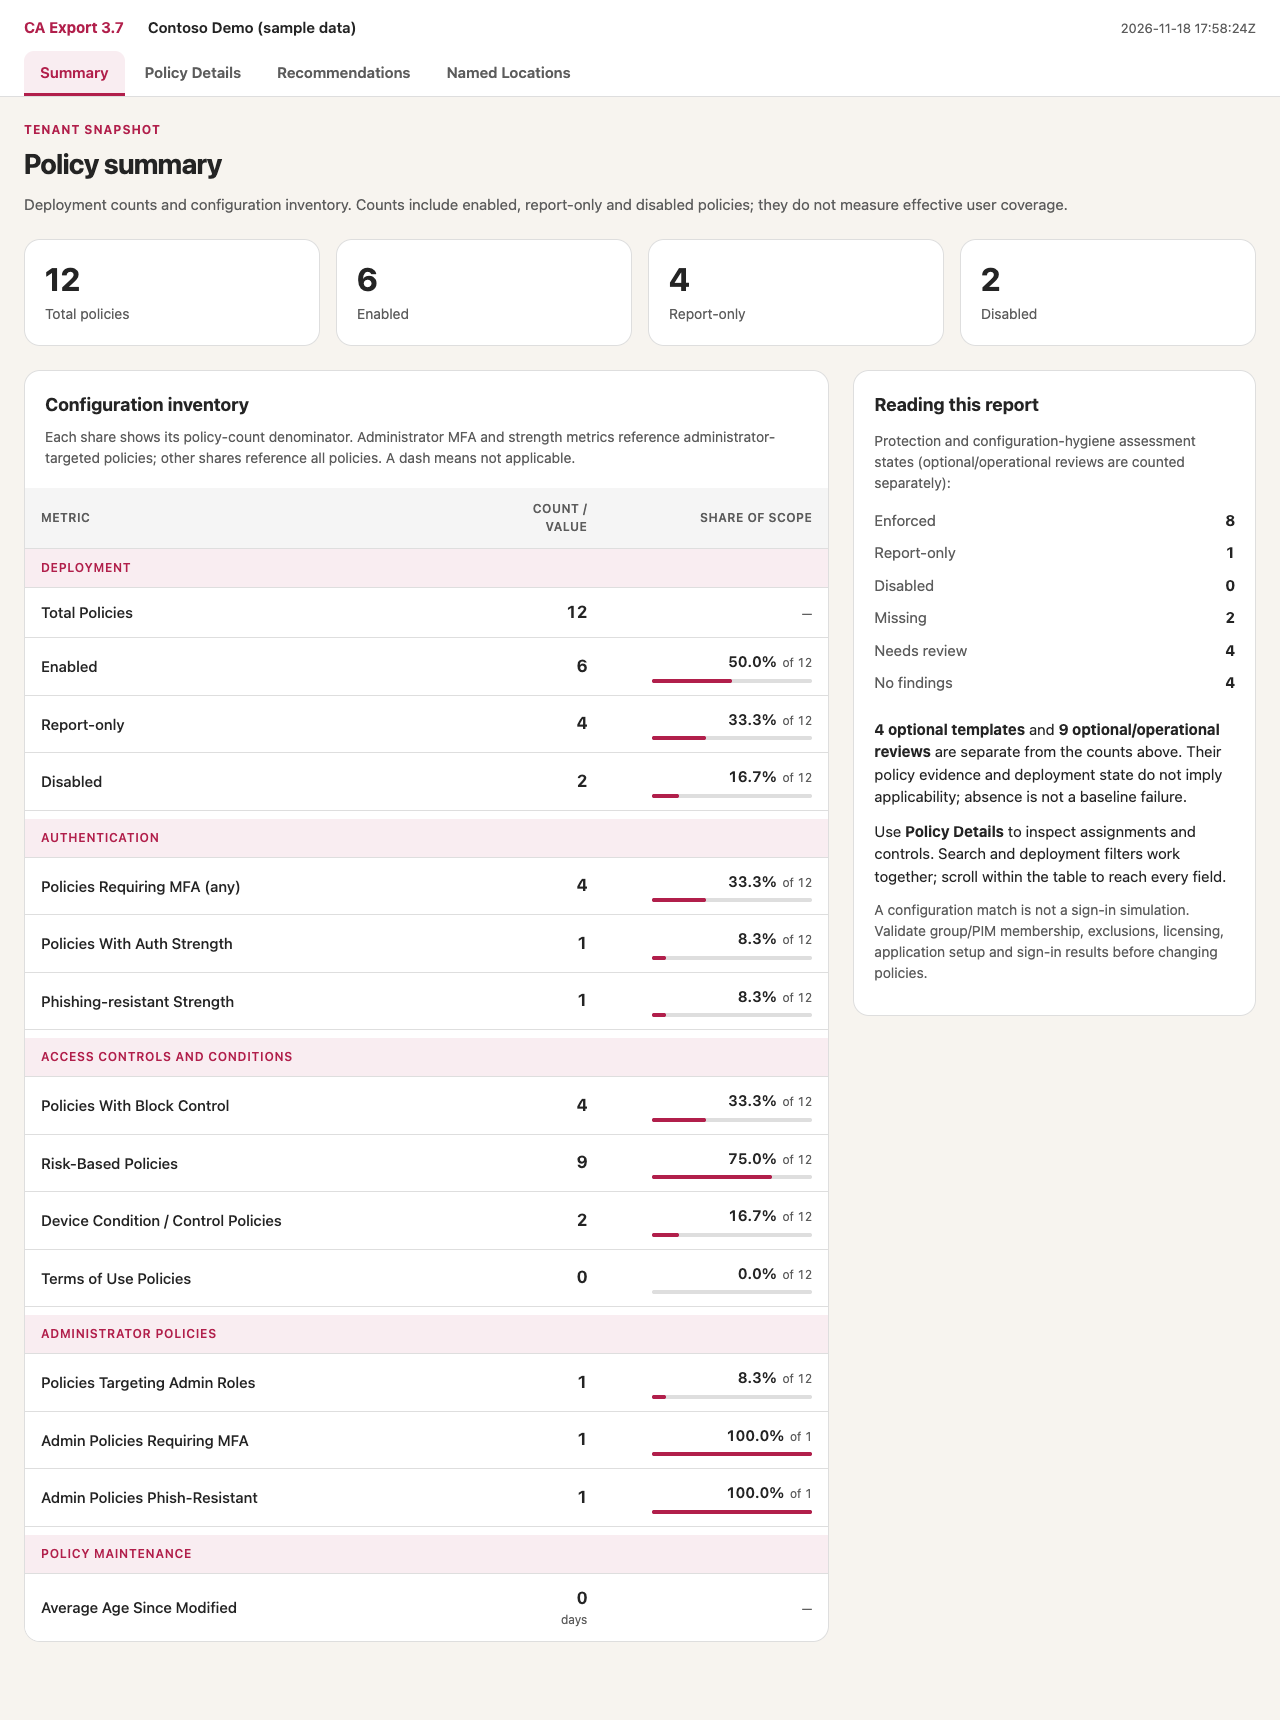 CA Export 3.7 Contoso Demo (sample data) 2026-11-18 17:58:24Z
Summary Policy Details Recommendations Named Locations
TENANT SNAPSHOT
Policy summary
Deployment counts and configuration inventory. Counts include enabled, report-only and disabled policies; they do not measure effective user coverage.
12
Total policies
6
Enabled
4
Report-only
2
Disabled
Configuration inventory
Each share shows its policy-count denominator. Administrator MFA and strength metrics reference administrator-
targeted policies; other shares reference all policies. A dash means not applicable.
METRIC COUNT / VALUE SHARE OF SCOPE
DEPLOYMENT
Total Policies 12 –
Enabled 6 50.0% of 12
Report-only 4 33.3% of 12
Disabled 2 16.7% of 12
AUTHENTICATION
Policies Requiring MFA (any) 4 33.3% of 12
Policies With Auth Strength 1 8.3% of 12
Phishing-resistant Strength 1 8.3% of 12
ACCESS CONTROLS AND CONDITIONS
Policies With Block Control 4 33.3% of 12
Risk-Based Policies 9 75.0% of 12
Device Condition / Control Policies 2 16.7% of 12
Terms of Use Policies 0 0.0% of 12
ADMINISTRATOR POLICIES
Policies Targeting Admin Roles 1 8.3% of 12
Admin Policies Requiring MFA 1 100.0% of 1
Admin Policies Phish-Resistant 1 100.0% of 1
POLICY MAINTENANCE
Average Age Since Modified 0 days –
Reading this report
Protection and configuration-hygiene assessment
states (optional/operational reviews are counted
separately):
Enforced 8
Report-only 1
Disabled 0
Missing 2
Needs review 4
No findings 4
4 optional templates and 9 optional/operational
reviews are separate from the counts above. Their
policy evidence and deployment state do not imply
applicability; absence is not a baseline failure.
Use Policy Details to inspect assignments and
controls. Search and deployment filters work
together; scroll within the table to reach every field.
A configuration match is not a sign-in simulation.
Validate group/PIM membership, exclusions, licensing,
application setup and sign-in results before changing
policies.